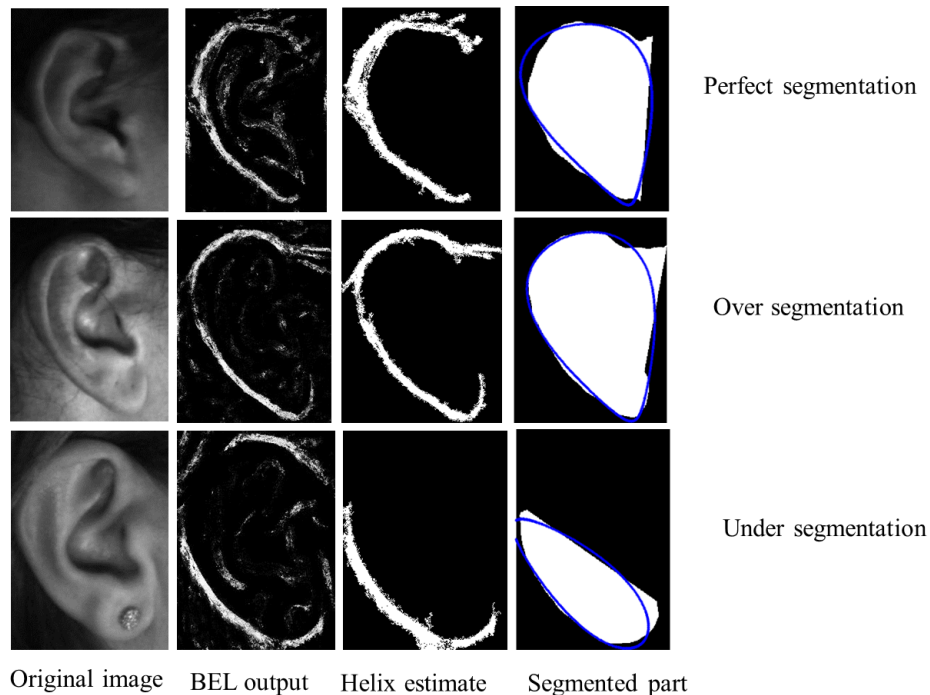 Perfect segmentation
Over segmentation
Under segmentation
Original image BEL output Helix estimate Segmented part